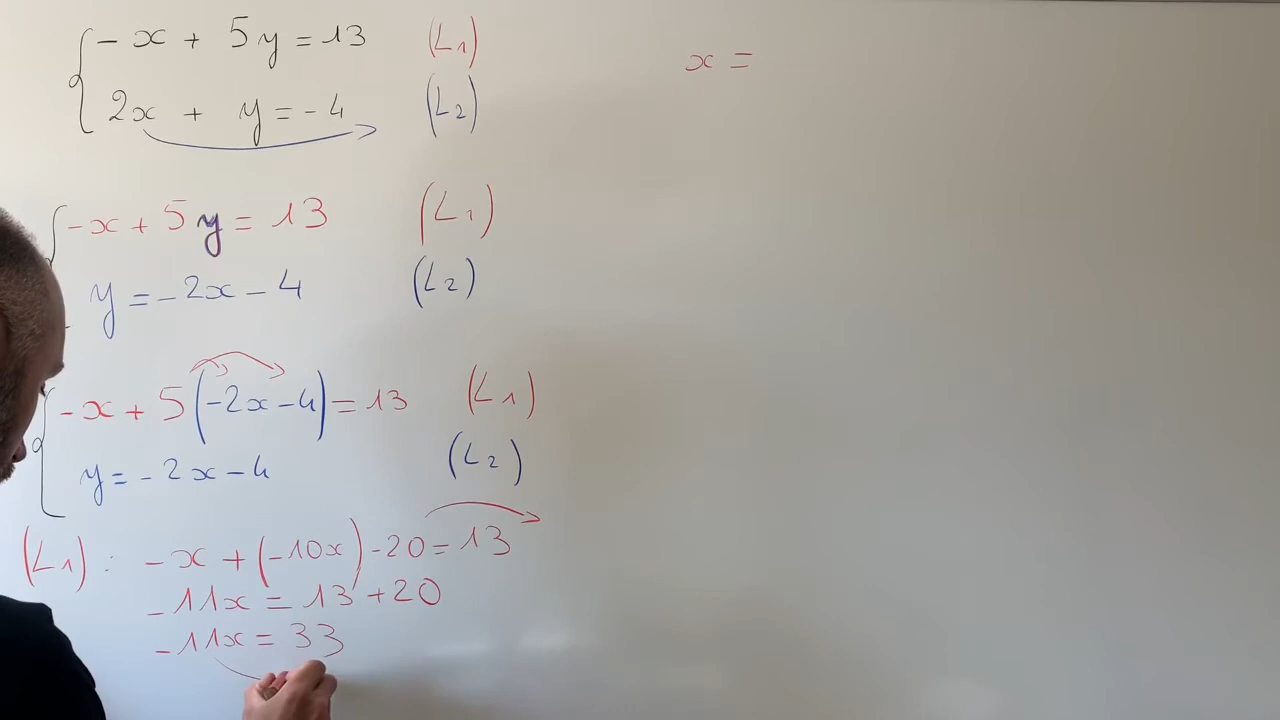 -x + 5y = 13 (L1)
2x + y = -4 (L2)
-x + 5y = 13 (L1)
y = -2x - 4 (L2)
-x + 5(-2x - 4) = 13 (L1)
y = -2x - 4 (L2)
(L1) : -x + (-10x) - 20 = 13
-11x = 13 + 20
-11x = 33
x =